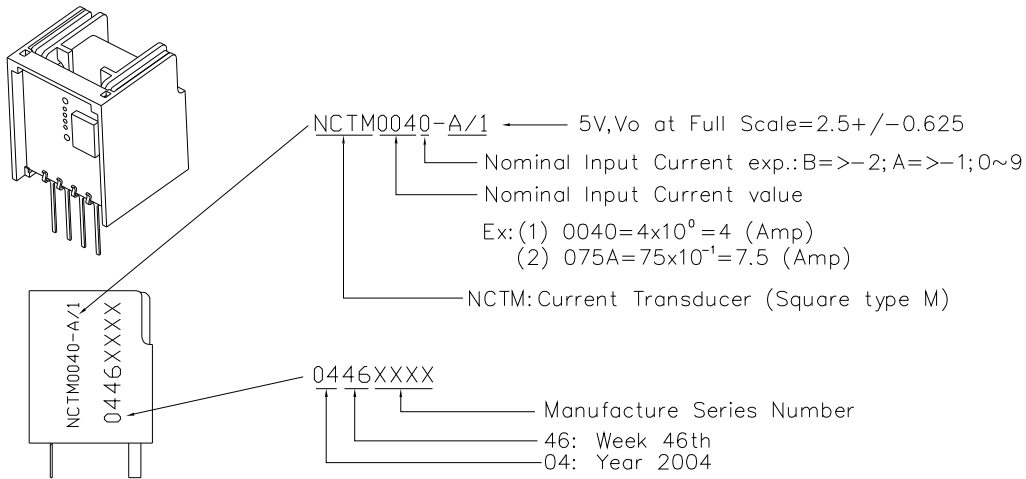 NCTM0040-A/1
5V,Vo at Full Scale=2.5+/-0.625
Nominal Input Current exp.:B=>-2;A=>-1;0~9
Nominal Input Current value
Ex:(1) 0040=4x10⁰=4 (Amp)
(2) 075A=75x10⁻¹=7.5 (Amp)
NCTM:Current Transducer (Square type M)
NCTM0040-A/1
0446XXXX
0446XXXX
Manufacture Series Number
46: Week 46th
04: Year 2004